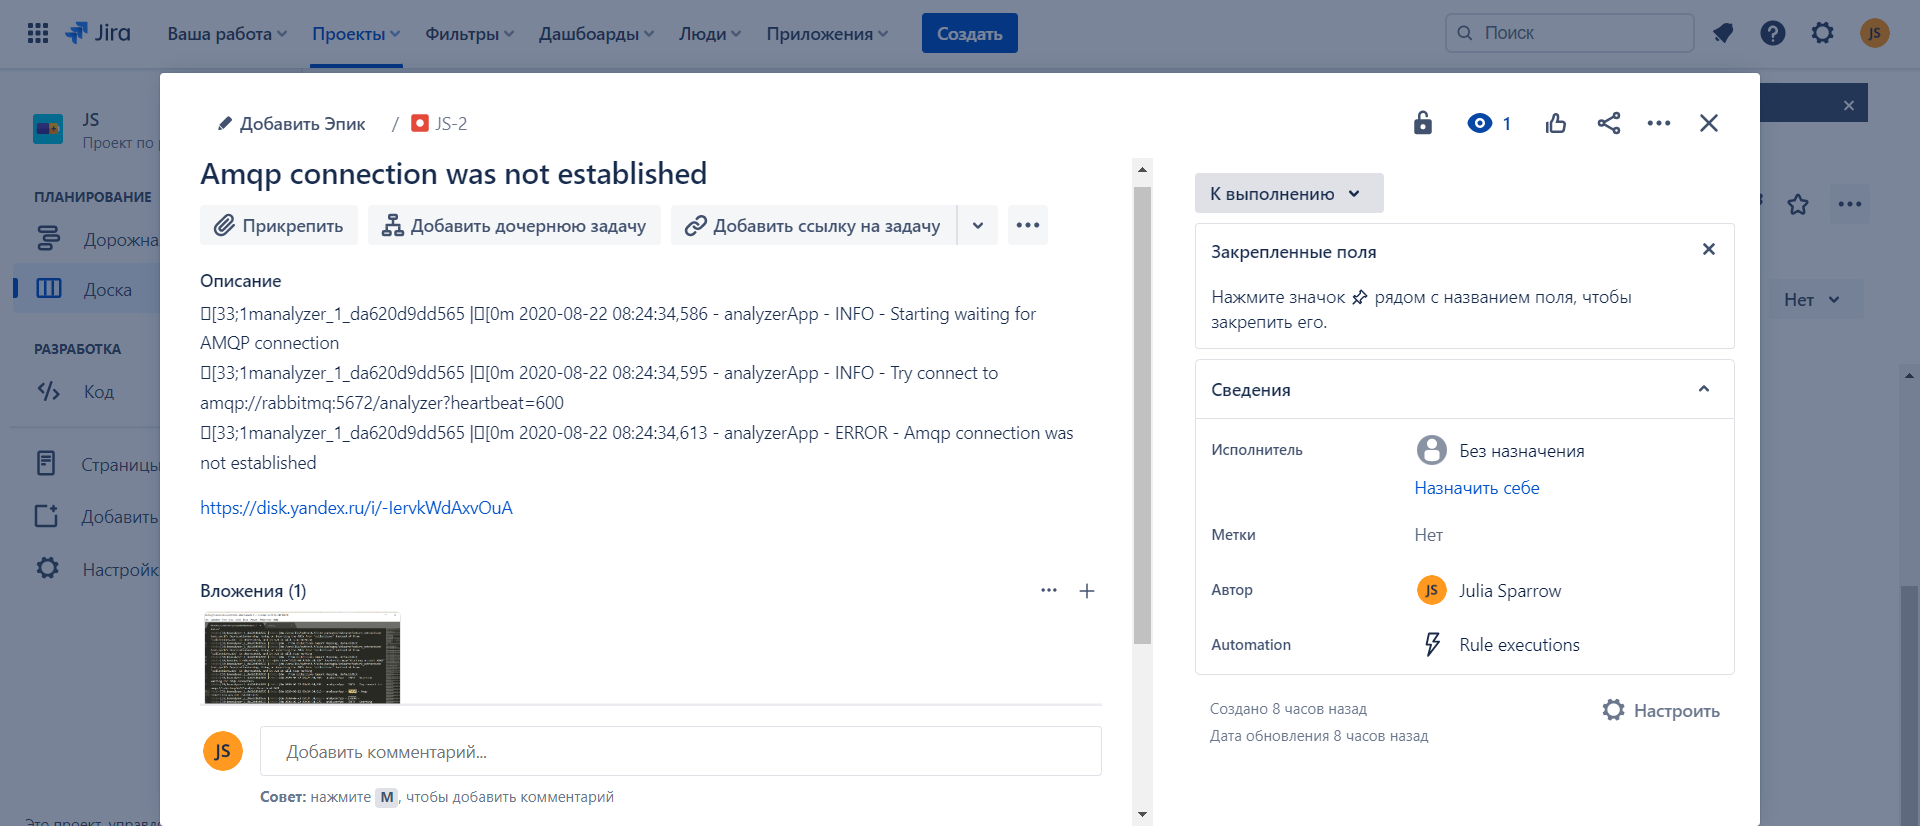 Jira
Ваша работа
Проекты
Фильтры
Дашбоарды
Люди
Приложения
Создать
Поиск
JS
JS
Проект по
ПЛАНИРОВАНИЕ
Дорожна
Доска
РАЗРАБОТКА
Код
Страницы
Добавить
Настройк
Это проект, управле
Нет
Добавить Эпик / JS-2
1
Amqp connection was not established
Прикрепить
Добавить дочернюю задачу
Добавить ссылку на задачу
Описание
[33;1manalyzer_1_da620d9dd565 |[0m 2020-08-22 08:24:34,586 - analyzerApp - INFO - Starting waiting for
AMQP connection
[33;1manalyzer_1_da620d9dd565 |[0m 2020-08-22 08:24:34,595 - analyzerApp - INFO - Try connect to
amqp://rabbitmq:5672/analyzer?heartbeat=600
[33;1manalyzer_1_da620d9dd565 |[0m 2020-08-22 08:24:34,613 - analyzerApp - ERROR - Amqp connection was
not established
https://disk.yandex.ru/i/-IervkWdAxvOuA
Вложения (1)
JS
Добавить комментарий...
Совет: нажмите M, чтобы добавить комментарий
К выполнению
Закрепленные поля
Нажмите значок рядом с названием поля, чтобы
закрепить его.
Сведения
Исполнитель
Без назначения
Назначить себе
Метки
Нет
Автор
JS
Julia Sparrow
Automation
Rule executions
Создано 8 часов назад
Дата обновления 8 часов назад
Настроить